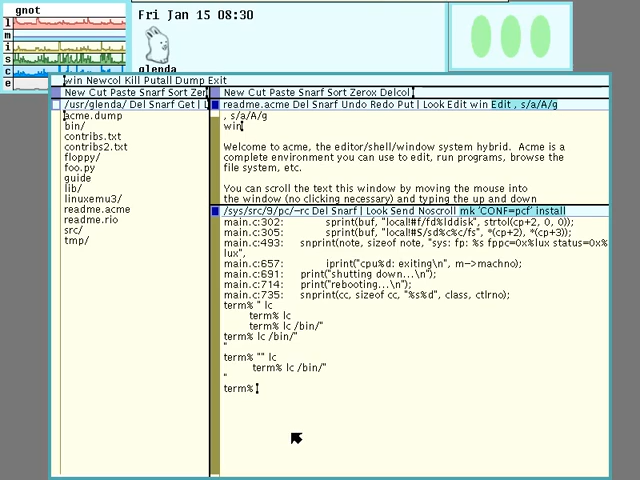 gnot
l
m
i
s
c
e
Fri Jan 15 08:30
glenda
win Newcol Kill Putall Dump Exit
New Cut Paste Snarf Sort Zer
/usr/glenda/ Del Snarf Get | L
acme.dump
bin/
contribs.txt
contribs2.txt
floppy/
foo.py
guide
lib/
linuxemu3/
readme.acme
readme.rio
src/
tmp/
New Cut Paste Snarf Sort Zerox Delcol
readme.acme Del Snarf Undo Redo Put | Look Edit win Edit , s/a/A/g
, s/a/A/g
win
Welcome to acme, the editor/shell/window system hybrid.  Acme is a
complete environment you can use to edit, run programs, browse the
file system, etc.
You can scroll the text this window by moving the mouse into
the window (no clicking necessary) and typing the up and down
/sys/src/9/pc/-rc Del Snarf | Look Send Noscroll mk 'CONF=pcf' install
main.c:302: sprint(buf, "local!#f/fd%lddisk", strtol(cp+2, 0, 0));
main.c:305: sprint(buf, "local!#S/sd%c%c/fs", *(cp+2), *(cp+3));
main.c:493: snprint(note, sizeof note, "sys: fp: %s fppc=0x%lux status=0x%
lux",
main.c:657: iprint("cpu%d: exiting\n", m->machno);
main.c:691: print("shutting down...\n");
main.c:714: print("rebooting...\n");
main.c:735: snprint(cc, sizeof cc, "%s%d", class, ctlrno);
term% " lc
term% lc
term% lc /bin/"
term% lc /bin/"
"
term% "" lc
term% lc /bin/"
"
term%